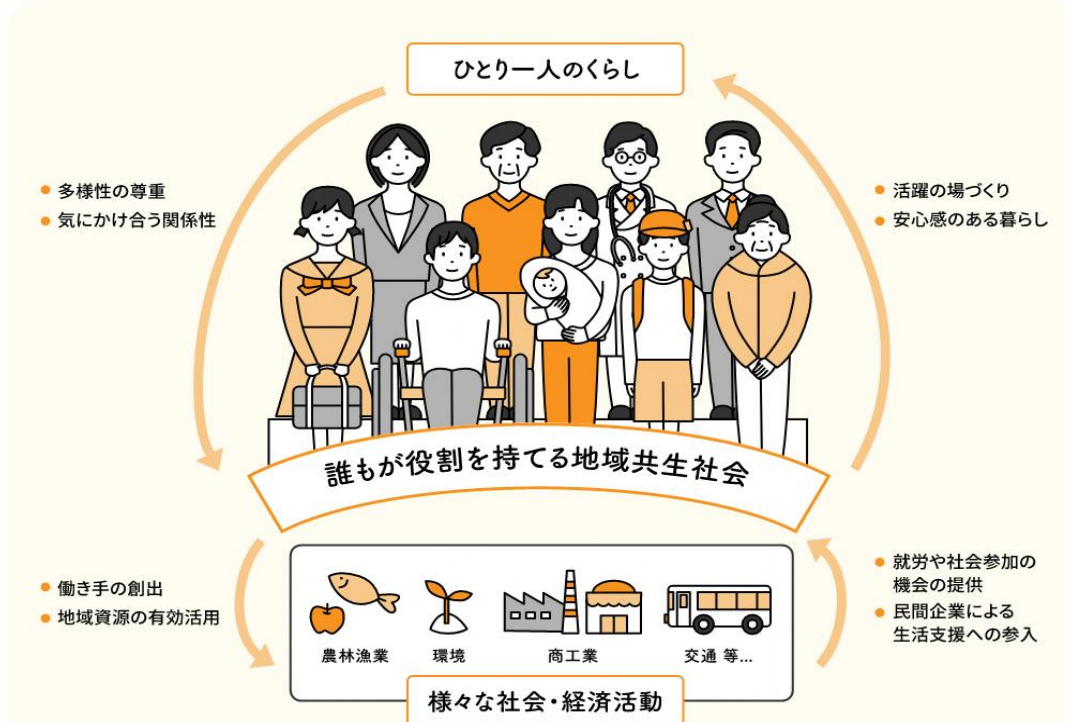 ひとり一人のくらし
多様性の尊重
気にかけ合う関係性
活躍の場づくり
安心感のある暮らし
誰もが役割を持てる地域共生社会
働き手の創出
地域資源の有効活用
就労や社会参加の
機会の提供
民間企業による
生活支援への参入
農林漁業
環境
商工業
交通 等...
様々な社会・経済活動